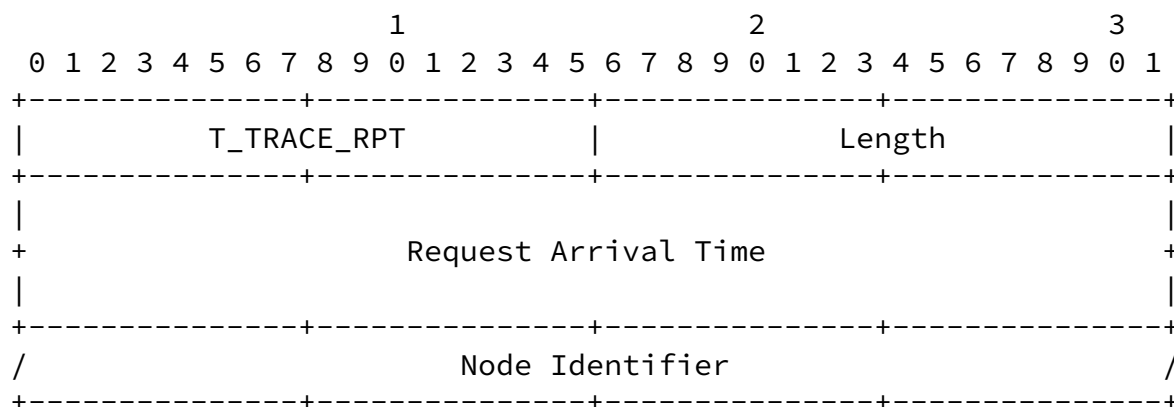 1                   2                   3
 0 1 2 3 4 5 6 7 8 9 0 1 2 3 4 5 6 7 8 9 0 1 2 3 4 5 6 7 8 9 0 1
+---------------+---------------+---------------+---------------+
|          T_TRACE_RPT          |             Length            |
+---------------+---------------+---------------+---------------+
|                                                               |
+                     Request Arrival Time                      +
|                                                               |
+---------------+---------------+---------------+---------------+
/                        Node Identifier                        /
+---------------+---------------+---------------+---------------+